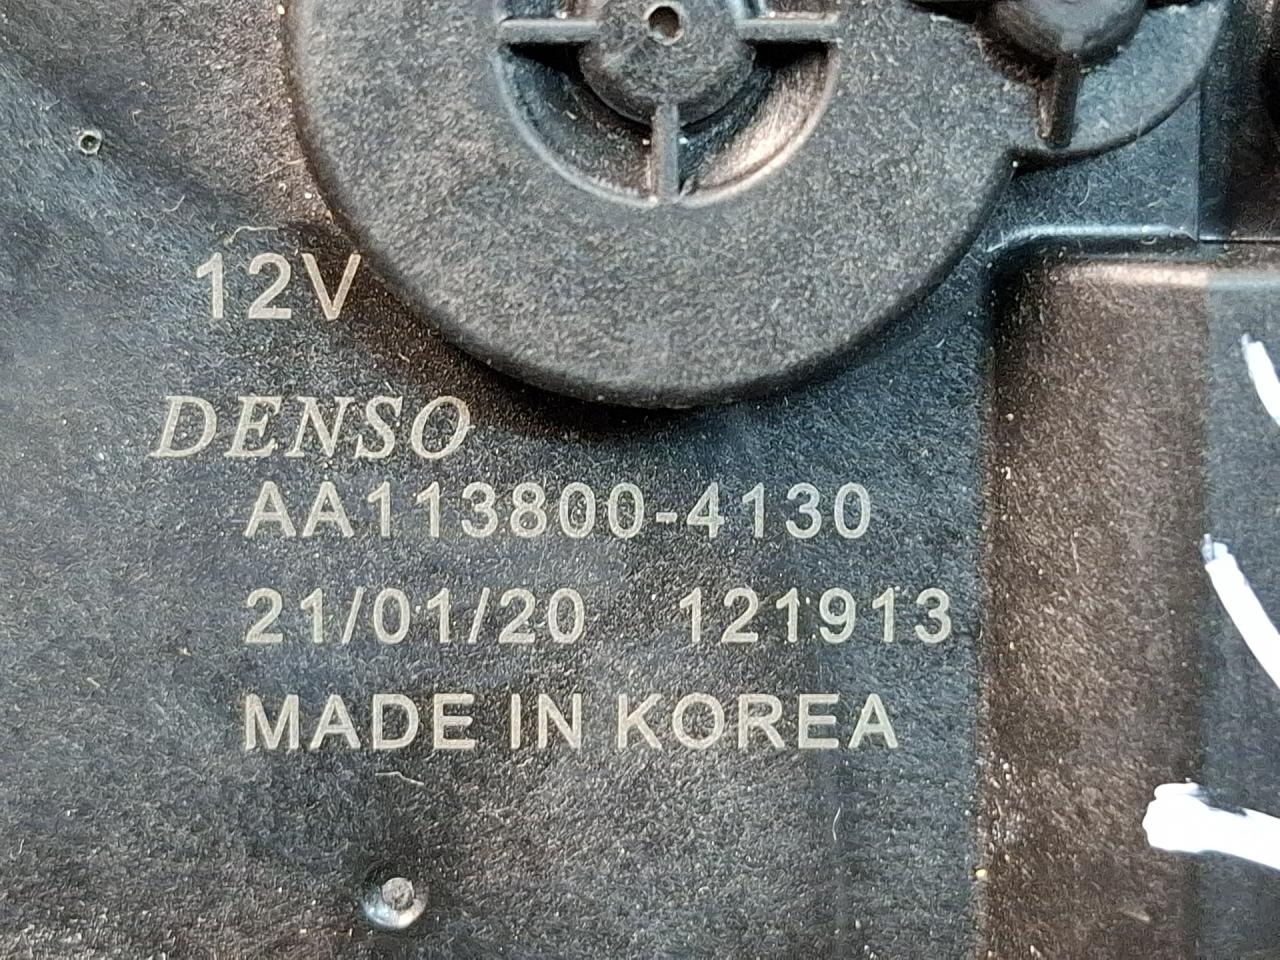 12V
DENSO
AA113800-4130
21/01/20 121913
MADE IN KOREA